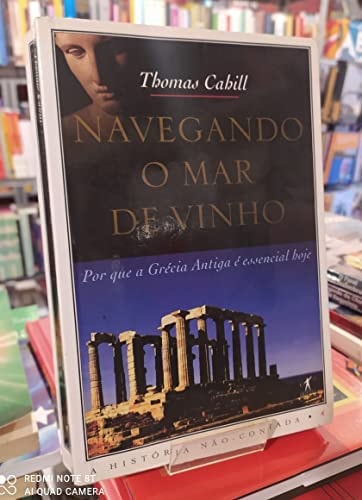 Thomas Cahill
NAVEGANDO
O MAR
DE VINHO
Por que a Grécia Antiga é essencial hoje
A HISTÓRIA NÃO-CONTADA
REDMI NOTE 8T
AI QUAD CAMERA